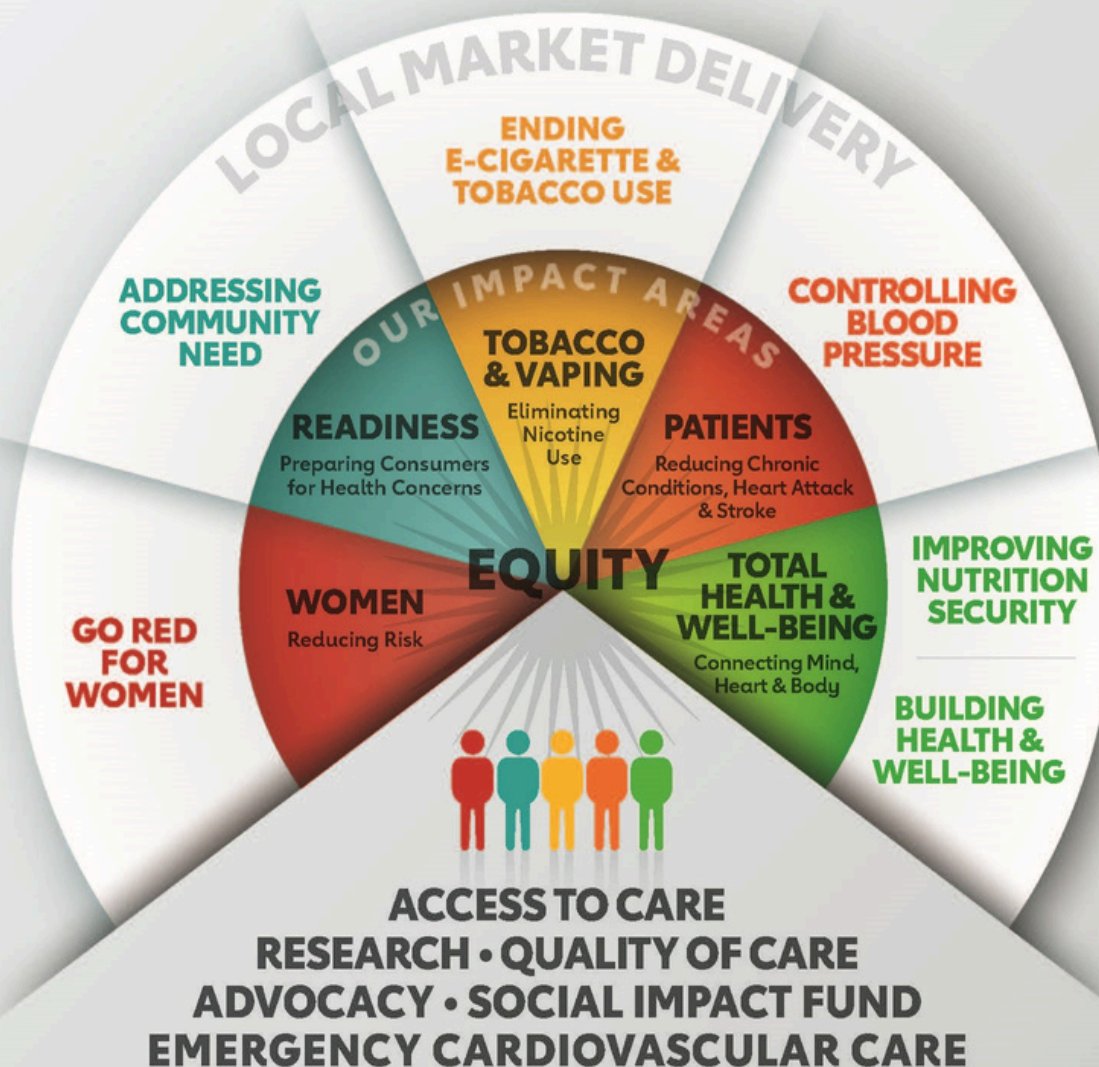 LOCAL MARKET DELIVERY
ENDING
E-CIGARETTE &
TOBACCO USE
ADDRESSING
COMMUNITY
NEED
CONTROLLING
BLOOD
PRESSURE
OUR IMPACT AREAS
TOBACCO
& VAPING
Eliminating
Nicotine
Use
READINESS
Preparing Consumers
for Health Concerns
PATIENTS
Reducing Chronic
Conditions, Heart Attack
& Stroke
EQUITY
WOMEN
Reducing Risk
TOTAL
HEALTH &
WELL-BEING
Connecting Mind,
Heart & Body
GO RED
FOR
WOMEN
IMPROVING
NUTRITION
SECURITY
BUILDING
HEALTH &
WELL-BEING
ACCESS TO CARE
RESEARCH • QUALITY OF CARE
ADVOCACY • SOCIAL IMPACT FUND
EMERGENCY CARDIOVASCULAR CARE